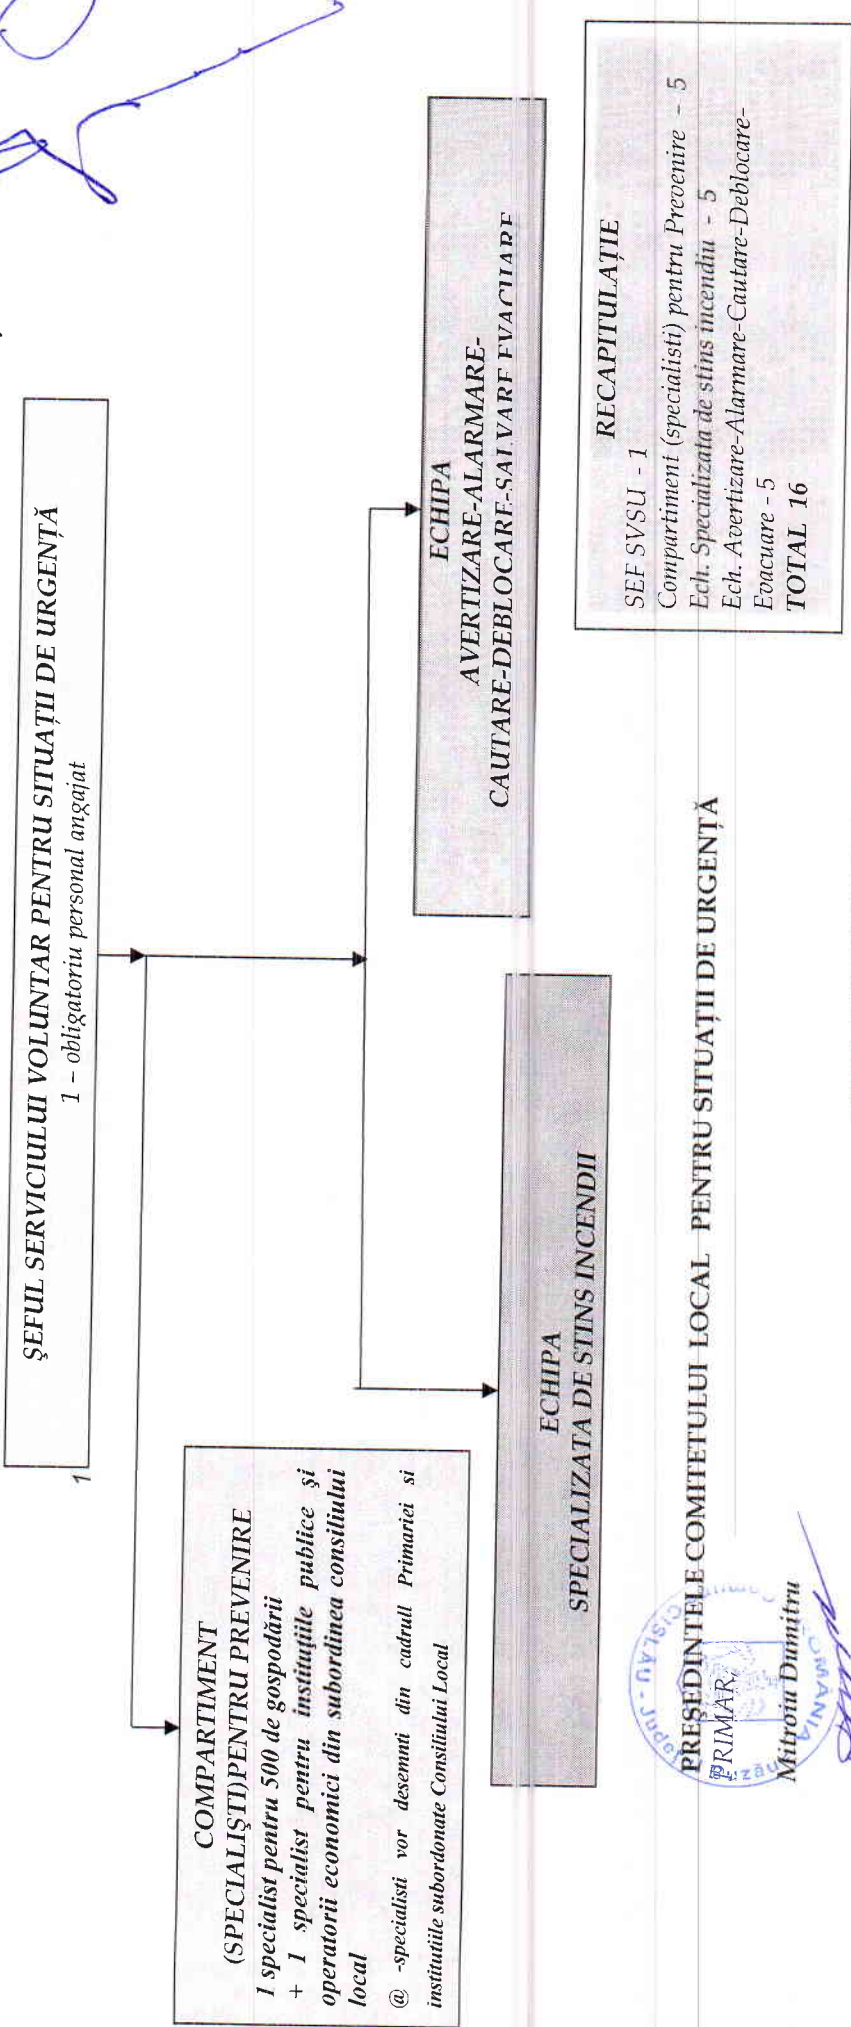 ŞEFUL SERVICIULUI VOLUNTAR PENTRU SITUAŢII DE URGENŢĂ
1 – obligatoriu personal angajat
1
COMPARTIMENT
(SPECIALIŞTI)PENTRU PREVENIRE
1 specialist pentru 500 de gospodării
+ 1 specialist pentru instituţiile publice şi
operatorii economici din subordinea consiliului
local
@ -specialisti vor desemnti din cadrull Primariei si
institutiile subordonate Consiliului Local
ECHIPA
SPECIALIZATA DE STINS INCENDII
ECHIPA
AVERTIZARE-ALARMARE-
CAUTARE-DEBLOCARE-SALVARE EVACUARE
PREŞEDINTELE COMITETULUI LOCAL PENTRU SITUAŢII DE URGENŢĂ
PRIMAR,
Mitroiu Dumitru
ROMÂNIA
CISLĂU - Judeţul
RECAPITULAŢIE
SEF SVSU - 1
Compartiment (specialisti) pentru Prevenire - 5
Ech. Specializata de stins incendiu - 5
Ech. Avertizare-Alarmare-Cautare-Deblocare-
Evacuare - 5
TOTAL 16